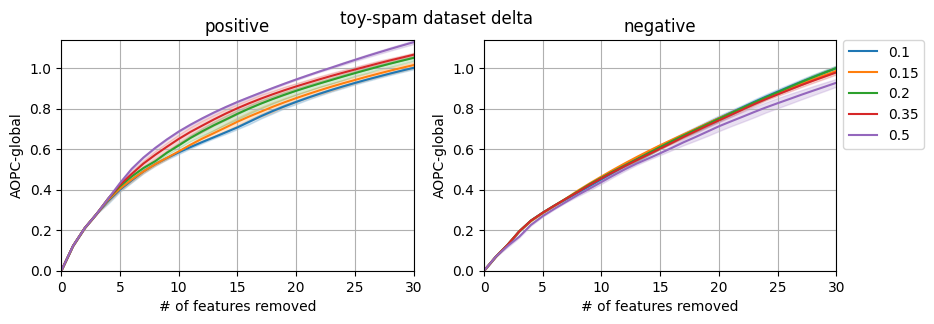 toy-spam dataset delta
positive
AOPC-global
1.0
0.8
0.6
0.4
0.2
0.0
0 5 10 15 20 25 30
# of features removed
negative
AOPC-global
1.0
0.8
0.6
0.4
0.2
0.0
0 5 10 15 20 25 30
# of features removed
0.1
0.15
0.2
0.35
0.5